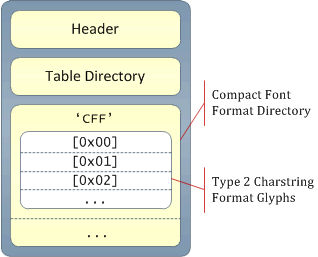 Header
Table Directory
‘CFF’
[0x00]
[0x01]
[0x02]
...
...
Compact Font
Format Directory
Type 2 Charstring
Format Glyphs